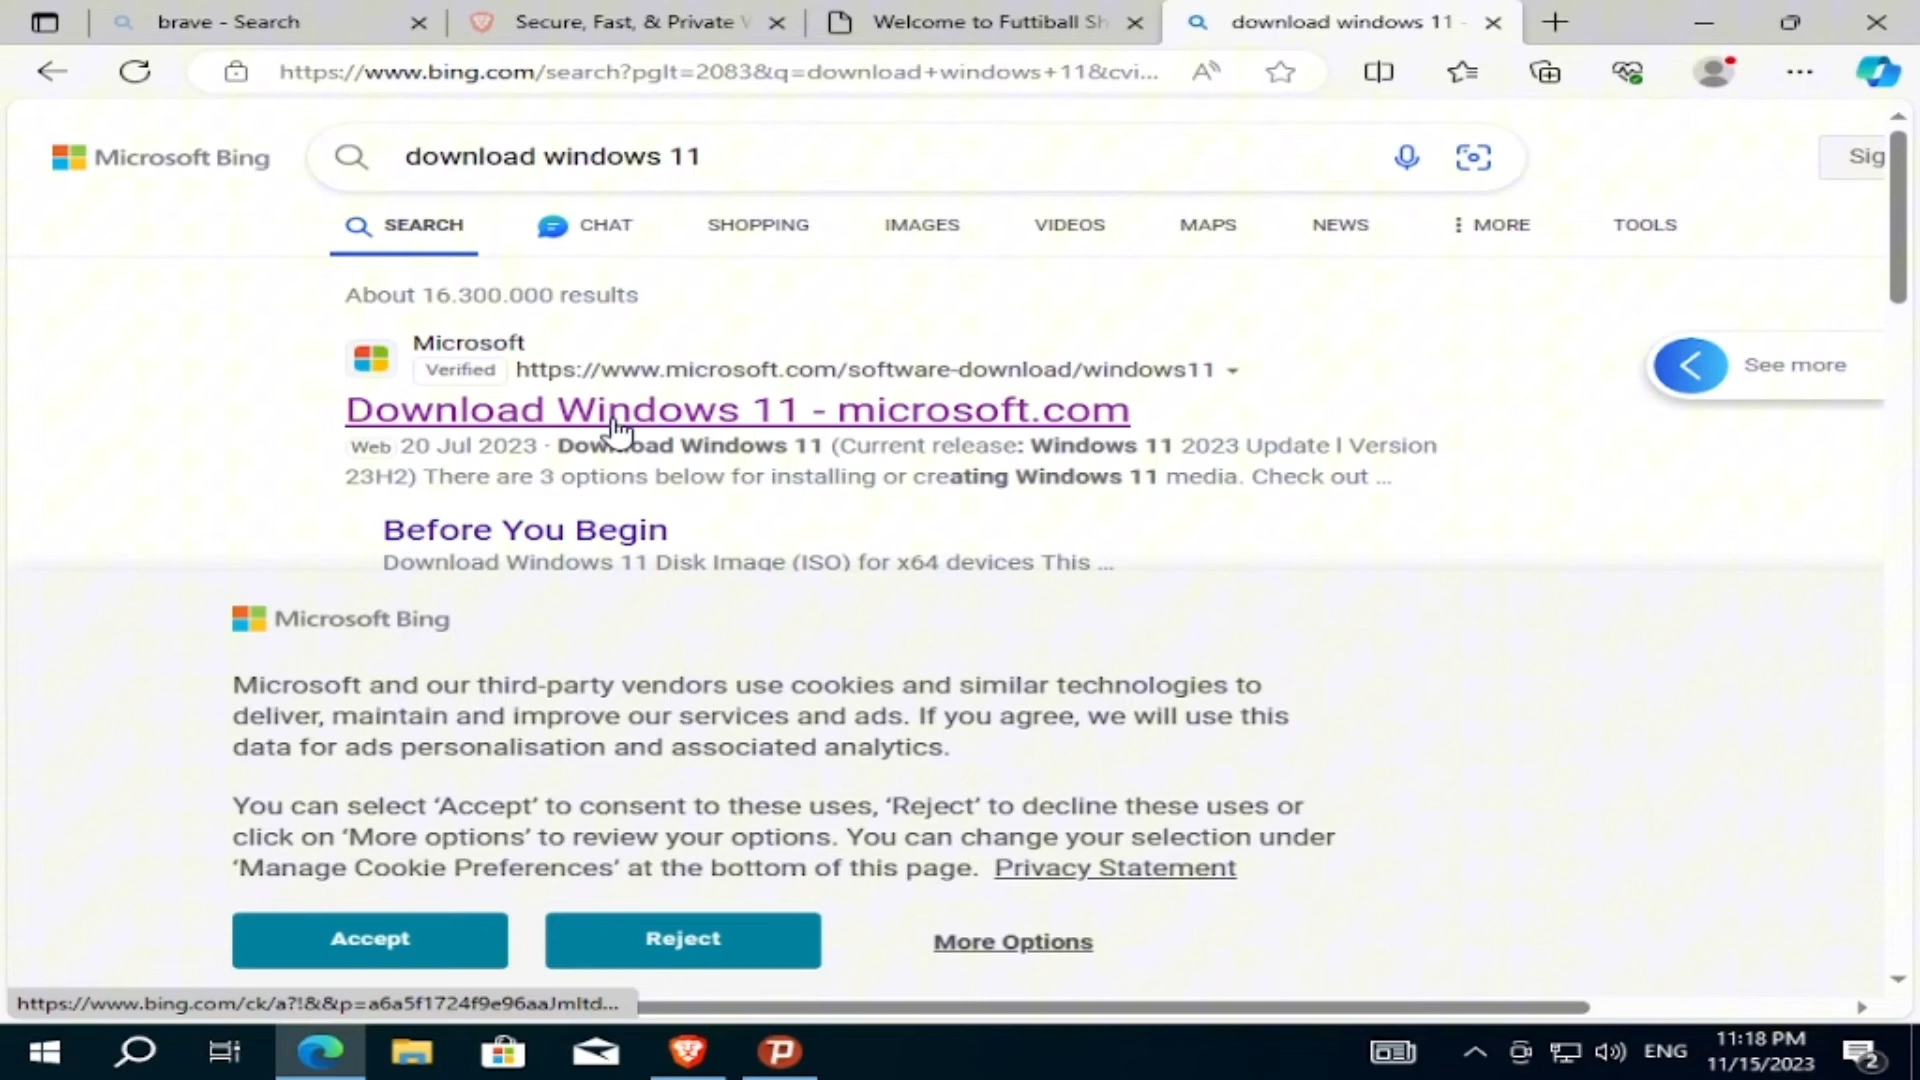 brave - Search
Secure, Fast, & Private
Welcome to Futtiball Sh
download windows 11 -
https://www.bing.com/search?pglt=2083&q=download+windows+11&cvi...
Microsoft Bing
download windows 11
Sig
SEARCH
CHAT
SHOPPING
IMAGES
VIDEOS
MAPS
NEWS
MORE
TOOLS
About 16.300.000 results
Microsoft
Verified https://www.microsoft.com/software-download/windows11
See more
Download Windows 11 - microsoft.com
Web 20 Jul 2023 · Download Windows 11 (Current release: Windows 11 2023 Update l Version
23H2) There are 3 options below for installing or creating Windows 11 media. Check out ...
Before You Begin
Download Windows 11 Disk Image (ISO) for x64 devices This ...
Microsoft Bing
Microsoft and our third-party vendors use cookies and similar technologies to
deliver, maintain and improve our services and ads. If you agree, we will use this
data for ads personalisation and associated analytics.
You can select ‘Accept’ to consent to these uses, ‘Reject’ to decline these uses or
click on ‘More options’ to review your options. You can change your selection under
‘Manage Cookie Preferences’ at the bottom of this page. Privacy Statement
Accept
Reject
More Options
https://www.bing.com/ck/a?!&&p=a6a5f1724f9e96aaJmltd...
ENG
11:18 PM
11/15/2023
2